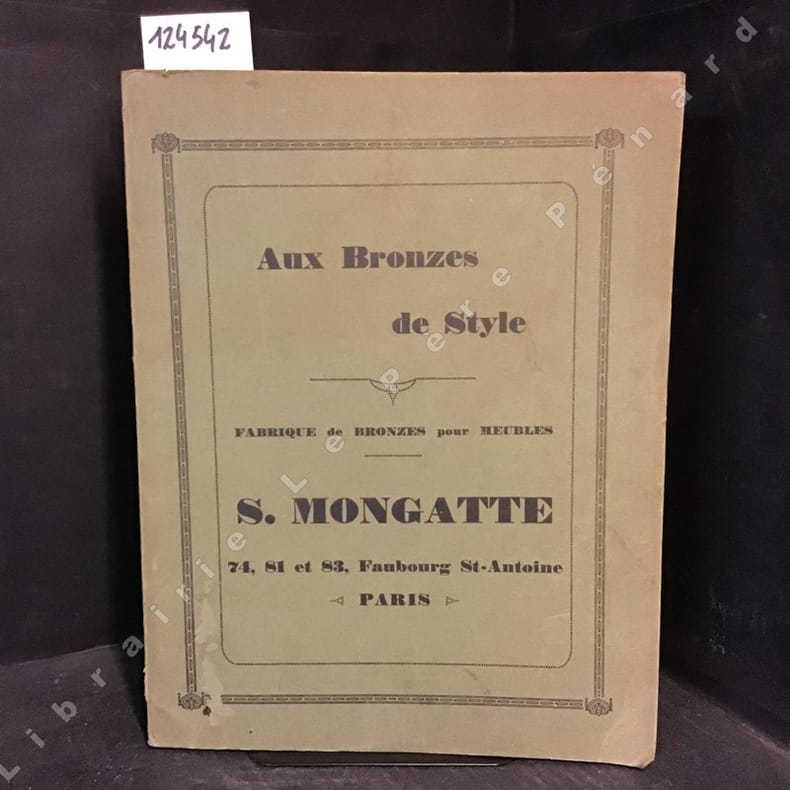 124542
Aux Bronzes
de Style
FABRIQUE de BRONZES pour MEUBLES
S. MONGATTE
74, 81 et 83, Faubourg St-Antoine
PARIS
Librairie Le Père Pénard